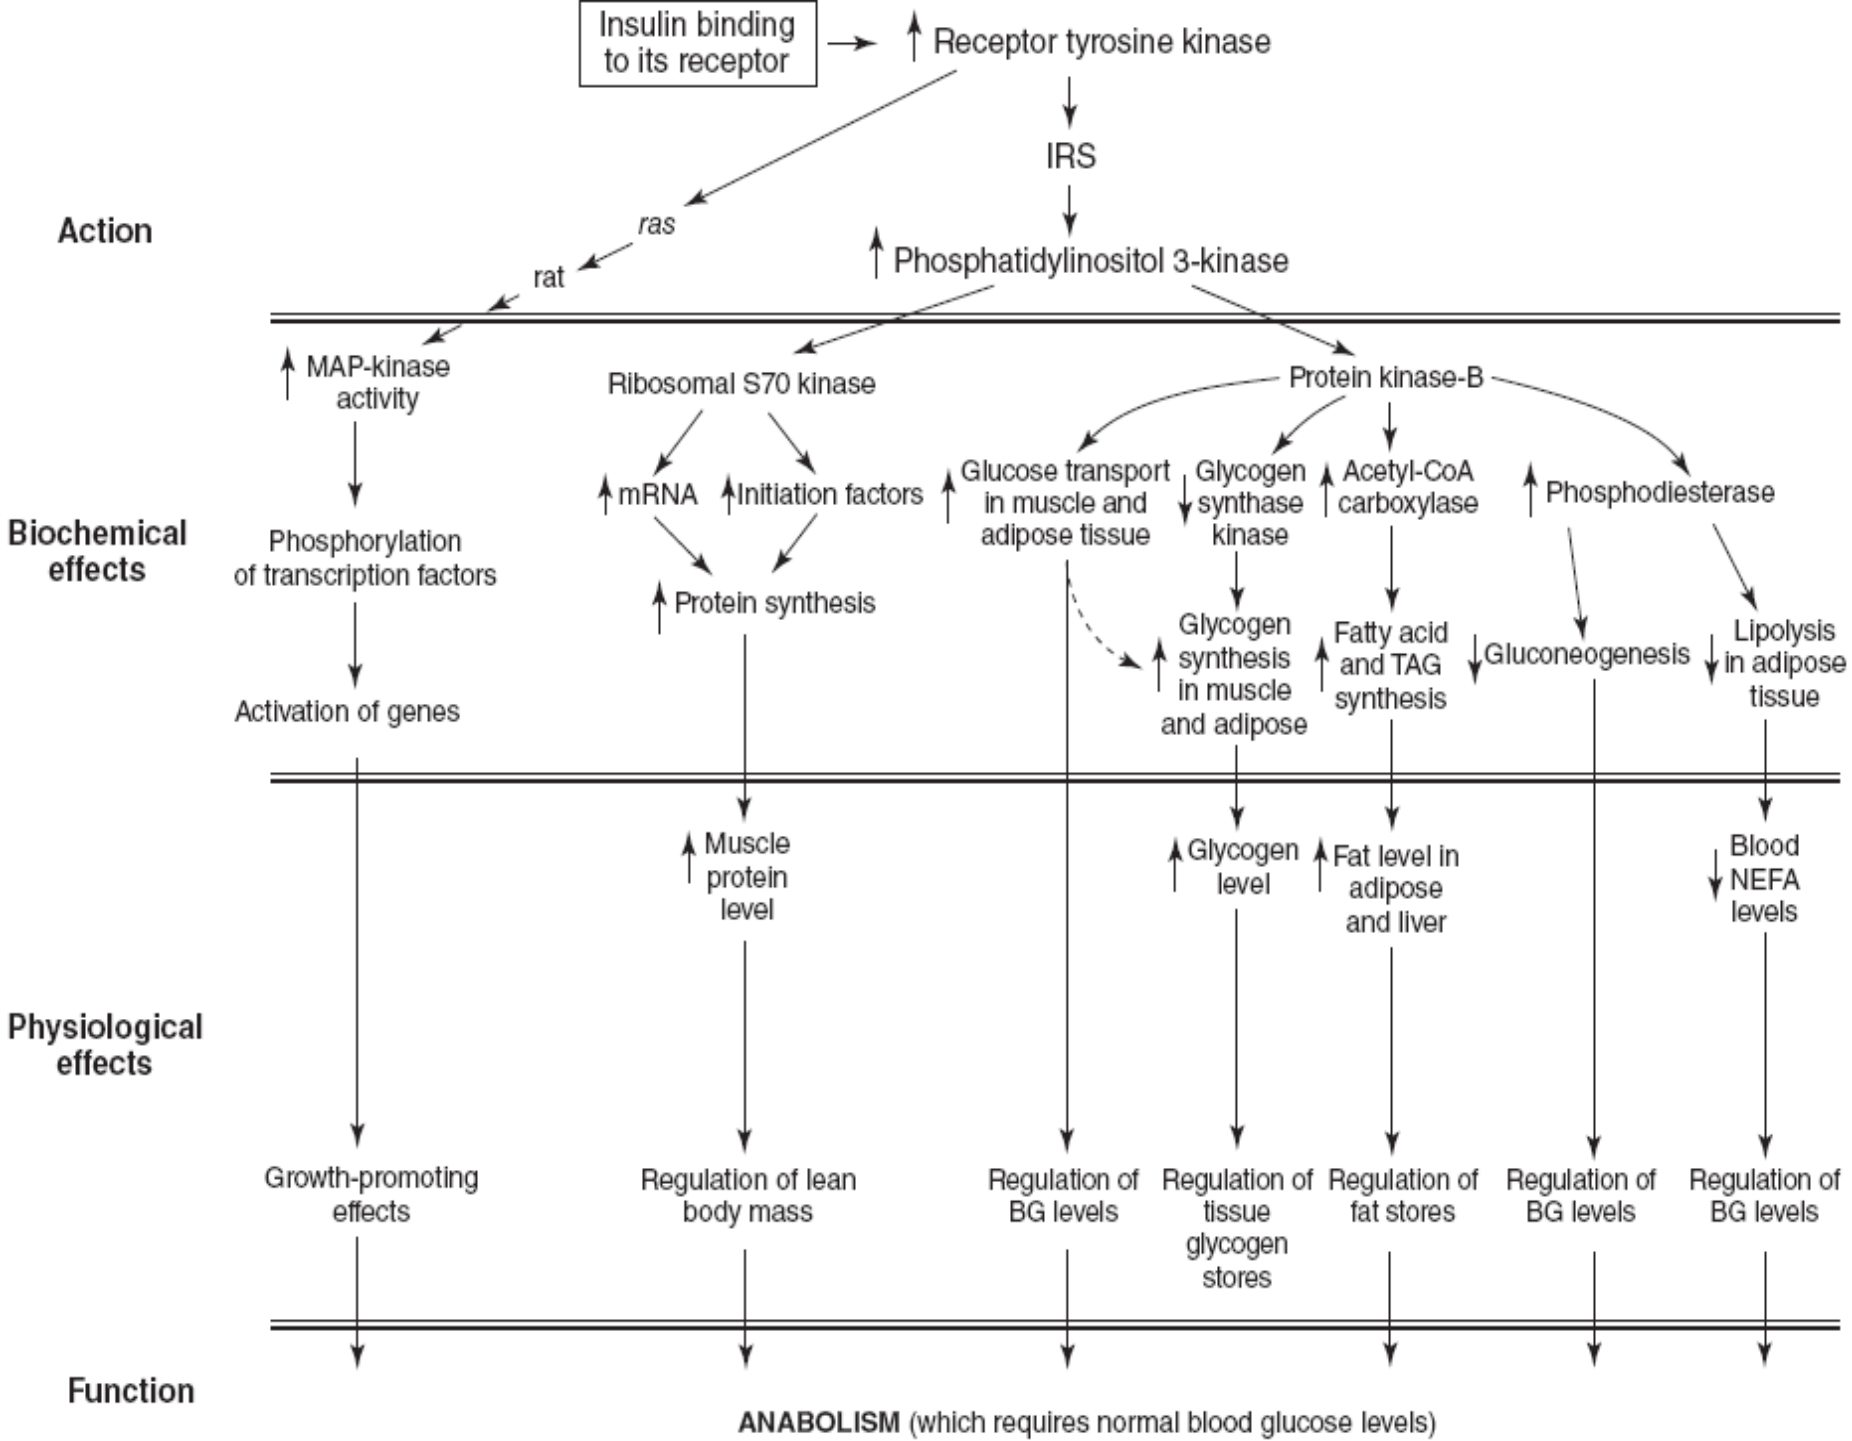 Insulin binding
to its receptor
Receptor tyrosine kinase
IRS
Action
ras
Phosphatidylinositol 3-kinase
rat
MAP-kinase
activity
Ribosomal S70 kinase
Protein kinase-B
Biochemical
effects
mRNA
Initiation factors
Glucose transport
in muscle and
adipose tissue
Glycogen
synthase
kinase
Acetyl-CoA
carboxylase
Phosphodiesterase
Phosphorylation
of transcription factors
Protein synthesis
Glycogen
synthesis
in muscle
and adipose
Fatty acid
and TAG
synthesis
Gluconeogenesis
Lipolysis
in adipose
tissue
Activation of genes
Physiological
effects
Muscle
protein
level
Glycogen
level
Fat level in
adipose
and liver
Blood
NEFA
levels
Growth-promoting
effects
Regulation of lean
body mass
Regulation of
BG levels
Regulation of
tissue
glycogen
stores
Regulation of
fat stores
Regulation of
BG levels
Regulation of
BG levels
Function
ANABOLISM (which requires normal blood glucose levels)